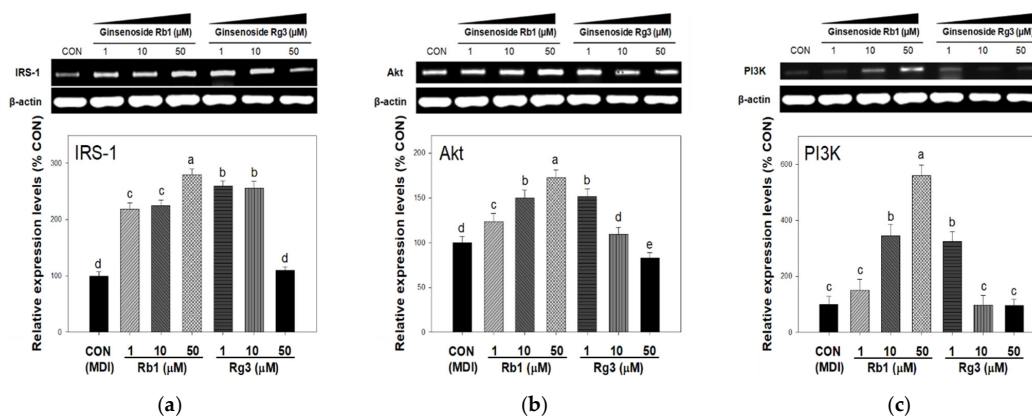 (a) (b) (c)
Ginsenoside Rb1 (μM) Ginsenoside Rg3 (μM)
CON 1 10 50 1 10 50
IRS-1
β-actin
IRS-1
Relative expression levels (% CON)
300
200
100
0
d c c a b b d
CON (MDI) 1 10 50 1 10 50
Rb1 (μM) Rg3 (μM)
Ginsenoside Rb1 (μM) Ginsenoside Rg3 (μM)
CON 1 10 50 1 10 50
Akt
β-actin
Akt
Relative expression levels (% CON)
200
150
100
50
0
d c b a b d e
CON (MDI) 1 10 50 1 10 50
Rb1 (μM) Rg3 (μM)
Ginsenoside Rb1 (μM) Ginsenoside Rg3 (μM)
CON 1 10 50 1 10 50
PI3K
β-actin
PI3K
Relative expression levels (% CON)
600
400
200
0
c c b a b c c
CON (MDI) 1 10 50 1 10 50
Rb1 (μM) Rg3 (μM)
(a) (b) (c)